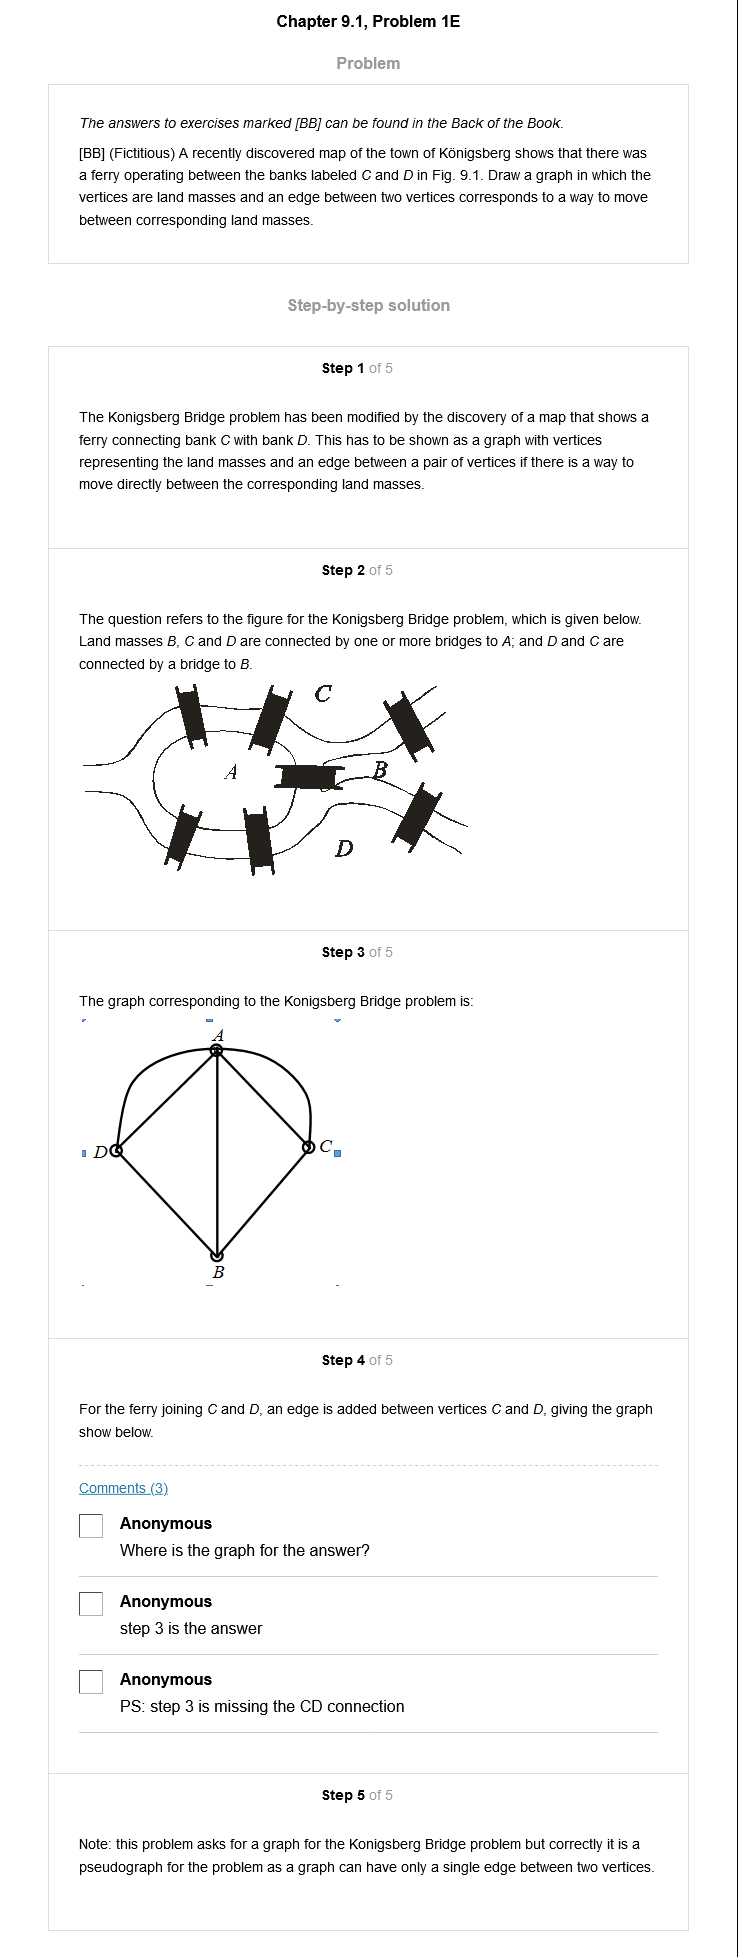 Chapter 9.1, Problem 1E
Problem
The answers to exercises marked [BB] can be found in the Back of the Book.
[BB] (Fictitious) A recently discovered map of the town of Königsberg shows that there was
a ferry operating between the banks labeled C and D in Fig. 9.1. Draw a graph in which the
vertices are land masses and an edge between two vertices corresponds to a way to move
between corresponding land masses.
Step-by-step solution
Step 1 of 5
The Konigsberg Bridge problem has been modified by the discovery of a map that shows a
ferry connecting bank C with bank D. This has to be shown as a graph with vertices
representing the land masses and an edge between a pair of vertices if there is a way to
move directly between the corresponding land masses.
Step 2 of 5
The question refers to the figure for the Konigsberg Bridge problem, which is given below.
Land masses B, C and D are connected by one or more bridges to A; and D and C are
connected by a bridge to B.
C
A
B
D
Step 3 of 5
The graph corresponding to the Konigsberg Bridge problem is:
A
D
C
B
Step 4 of 5
For the ferry joining C and D, an edge is added between vertices C and D, giving the graph
show below.
Comments (3)
Anonymous
Where is the graph for the answer?
Anonymous
step 3 is the answer
Anonymous
PS: step 3 is missing the CD connection
Step 5 of 5
Note: this problem asks for a graph for the Konigsberg Bridge problem but correctly it is a
pseudograph for the problem as a graph can have only a single edge between two vertices.